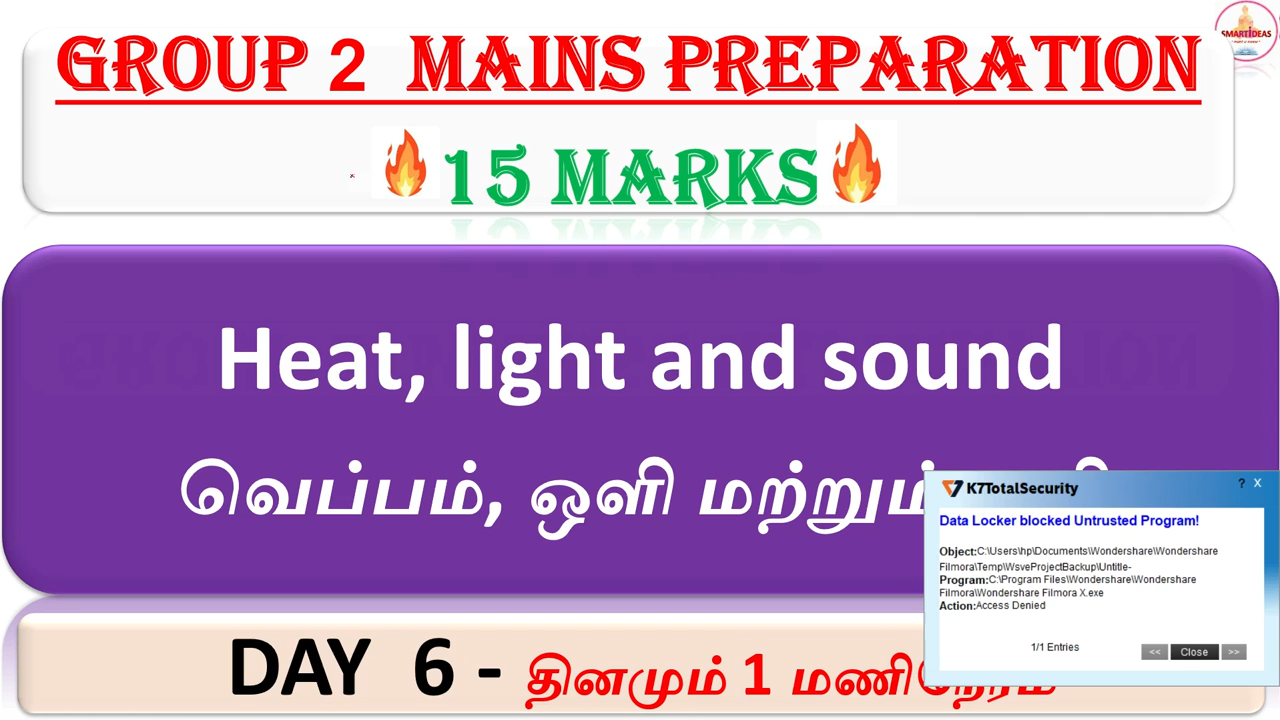 SMART IDEAS
GROUP 2 MAINS PREPARATION
15 MARKS
Heat, light and sound
வெப்பம், ஒளி மற்றும்
K7TotalSecurity
? X
Data Locker blocked Untrusted Program!
Object:C:\Users\hp\Documents\Wondershare\Wondershare
Filmora\Temp\WsveProjectBackup\Untitle-
Program:C:\Program Files\Wondershare\Wondershare
Filmora\Wondershare Filmora X.exe
Action:Access Denied
1/1 Entries
<< Close >>
DAY 6 - தினமும் 1 மணிநேரம்